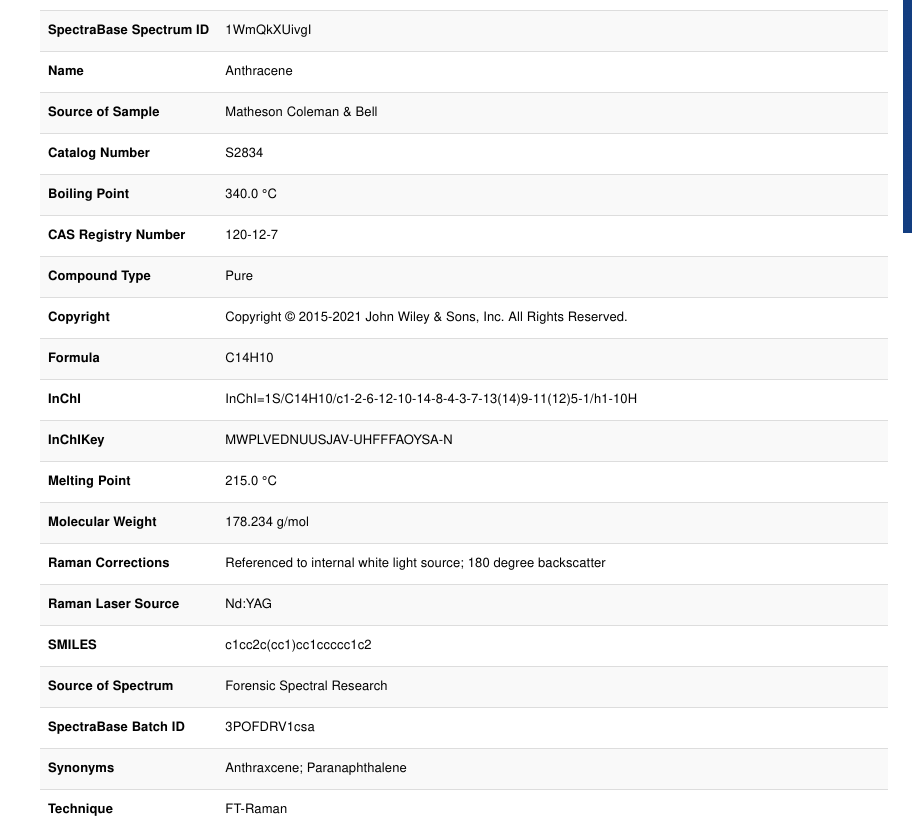 SpectraBase Spectrum ID 1WmQkXUivgI
Name Anthracene
Source of Sample Matheson Coleman & Bell
Catalog Number S2834
Boiling Point 340.0 °C
CAS Registry Number 120-12-7
Compound Type Pure
Copyright Copyright © 2015-2021 John Wiley & Sons, Inc. All Rights Reserved.
Formula C14H10
InChI InChI=1S/C14H10/c1-2-6-12-10-14-8-4-3-7-13(14)9-11(12)5-1/h1-10H
InChIKey MWPLVEDNUUSJAV-UHFFFAOYSA-N
Melting Point 215.0 °C
Molecular Weight 178.234 g/mol
Raman Corrections Referenced to internal white light source; 180 degree backscatter
Raman Laser Source Nd:YAG
SMILES c1cc2c(cc1)cc1ccccc1c2
Source of Spectrum Forensic Spectral Research
SpectraBase Batch ID 3POFDRV1csa
Synonyms Anthraxcene; Paranaphthalene
Technique FT-Raman